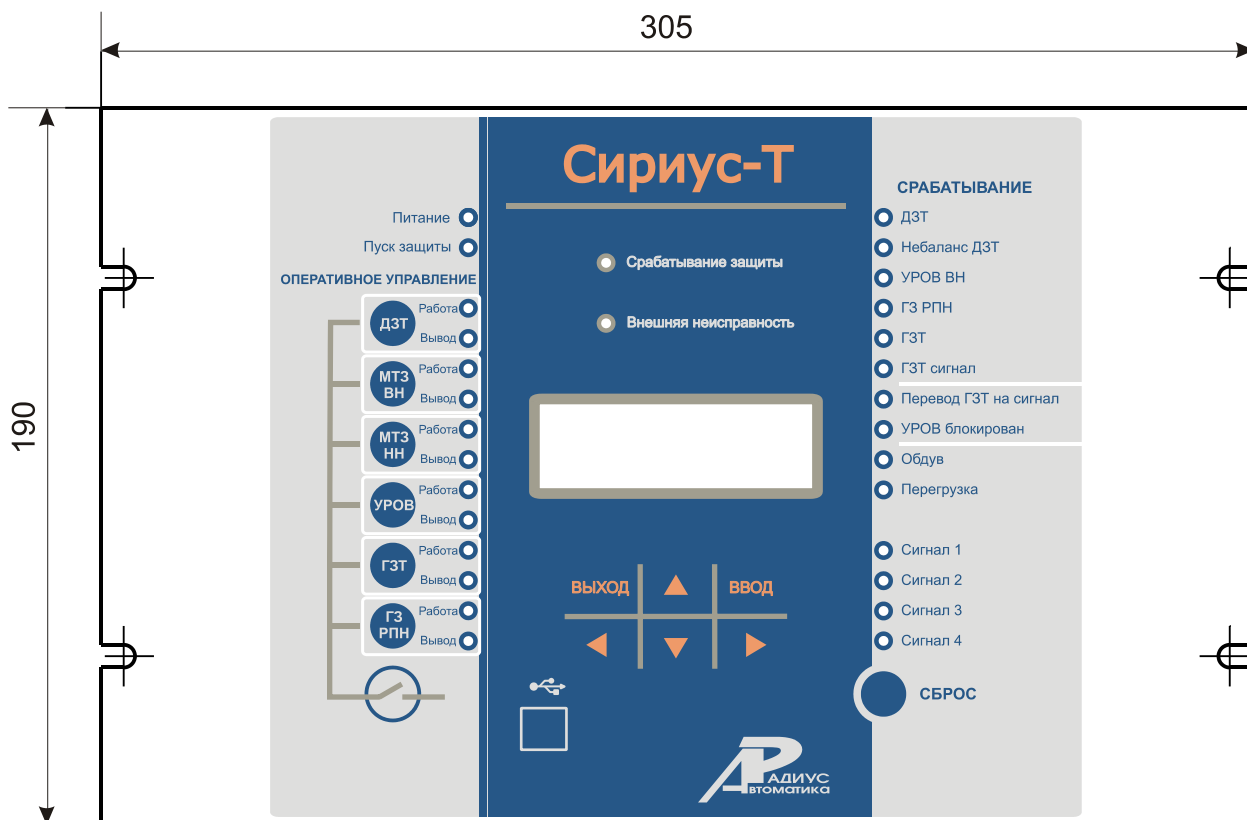 305
190
Сириус-Т
Питание
Пуск защиты
ОПЕРАТИВНОЕ УПРАВЛЕНИЕ
ДЗТ
Работа
Вывод
МТЗ
ВН
Работа
Вывод
МТЗ
НН
Работа
Вывод
УРОВ
Работа
Вывод
ГЗТ
Работа
Вывод
ГЗ
РПН
Работа
Вывод
Срабатывание защиты
Внешняя неисправность
ВЫХОД
ВВОД
РАДИУС
Автоматика
СРАБАТЫВАНИЕ
ДЗТ
Небаланс ДЗТ
УРОВ ВН
ГЗ РПН
ГЗТ
ГЗТ сигнал
Перевод ГЗТ на сигнал
УРОВ блокирован
Обдув
Перегрузка
Сигнал 1
Сигнал 2
Сигнал 3
Сигнал 4
СБРОС